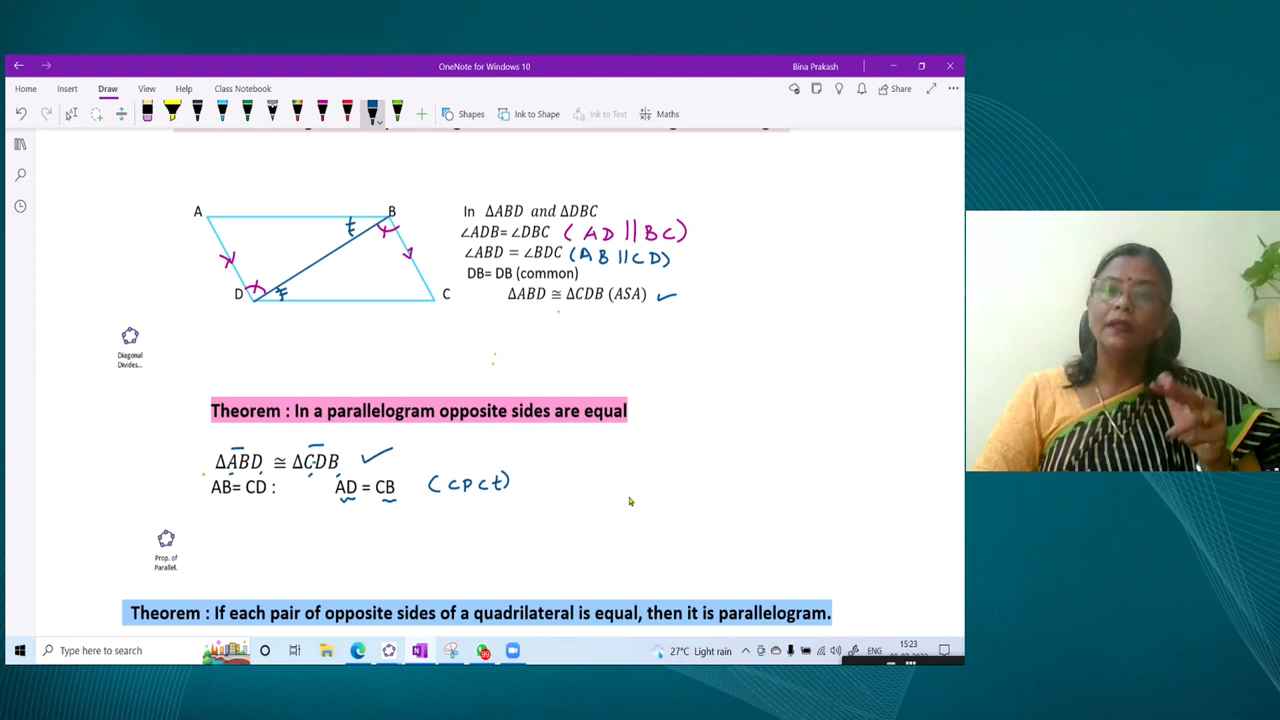 OneNote for Windows 10
Bina Prakash
Home Insert Draw View Help Class Notebook
Share
Shapes Ink to Shape Ink to Text Maths
A B
D C
In ΔABD and ΔDBC
∠ADB= ∠DBC (AD || BC)
∠ABD = ∠BDC (AB || CD)
DB= DB (common)
ΔABD ≅ ΔCDB (ASA)
Diagonal
Divides...
Theorem : In a parallelogram opposite sides are equal
ΔABD ≅ ΔCDB
AB= CD : AD = CB (cpct)
Prop. of
Parallel.
Theorem : If each pair of opposite sides of a quadrilateral is equal, then it is parallelogram.
Type here to search
99
27°C Light rain
ENG
15:23